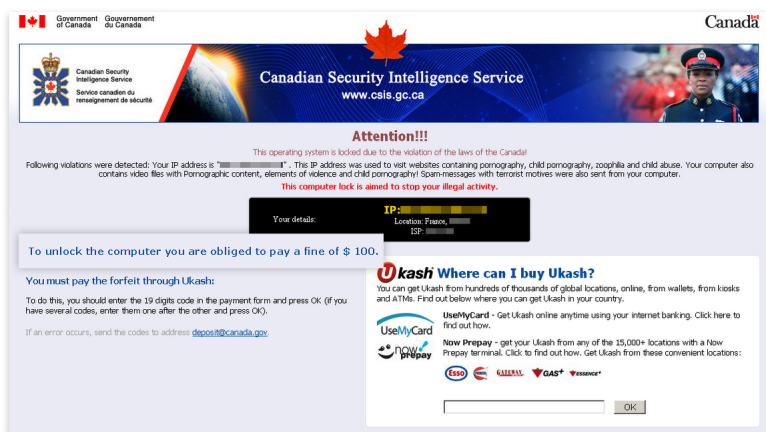 Government Gouvernement
of Canada du Canada
Canada
Canadian Security
Intelligence Service
Service canadien du
renseignement de sécurité
Canadian Security Intelligence Service
www.csis.gc.ca
Attention!!!
This operating system is locked due to the violation of the laws of the Canada!
Following violations were detected: Your IP address is " " . This IP address was used to visit websites containing pornography, child pornography, zoophilia and child abuse. Your computer also
contains video files with Pornographic content, elements of violence and child pornography! Spam-messages with terrorist motives were also sent from your computer.
This computer lock is aimed to stop your illegal activity.
Your details:
IP:
Location: France,
ISP:
To unlock the computer you are obliged to pay a fine of $ 100.
You must pay the forfeit through Ukash:
To do this, you should enter the 19 digits code in the payment form and press OK (if you
have several codes, enter them one after the other and press OK).
If an error occurs, send the codes to address deposit@canada.gov.
Ukash Where can I buy Ukash?
You can get Ukash from hundreds of thousands of global locations, online, from wallets, from kiosks
and ATMs. Find out below where you can get Ukash in your country.
UseMyCard
UseMyCard - Get Ukash online anytime using your internet banking. Click here to
find out how.
now prepay
Now Prepay - get your Ukash from any of the 15,000+ locations with a Now
Prepay terminal. Click to find out how. Get Ukash from these convenient locations:
Esso GATEWAY GAS+ ESSENCE+
OK